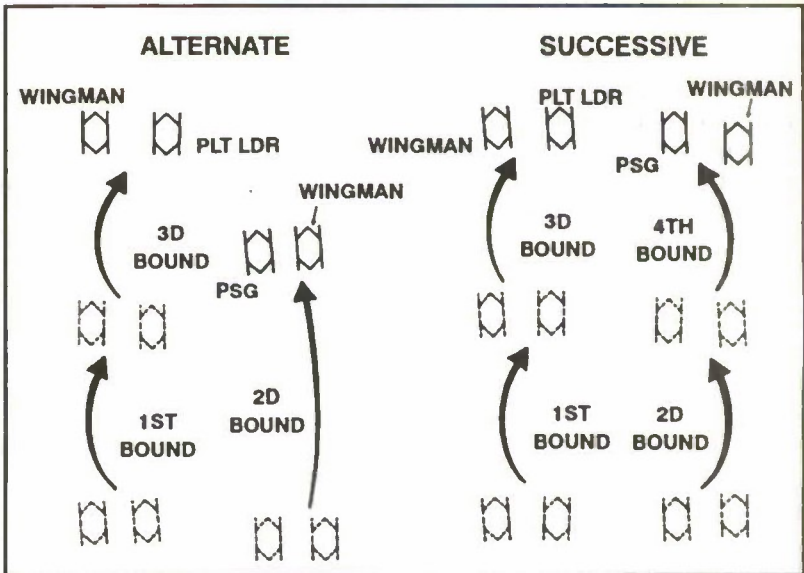 ALTERNATE
WINGMAN
PLT LDR
WINGMAN
3D
BOUND
PSG
1ST
BOUND
2D
BOUND
SUCCESSIVE
PLT LDR
WINGMAN
WINGMAN
PSG
3D
BOUND
4TH
BOUND
1ST
BOUND
2D
BOUND